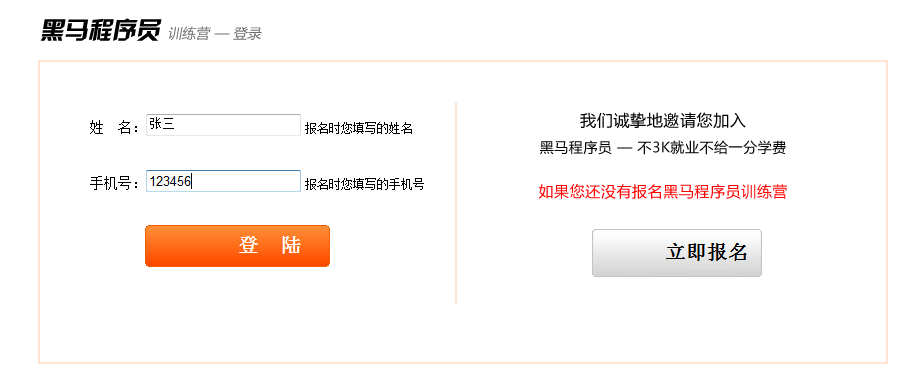 黑马程序员 训练营 — 登录
姓 名： 张三 报名时您填写的姓名
手机号： 123456 报名时您填写的手机号
登 陆
我们诚挚地邀请您加入
黑马程序员 — 不3K就业不给一分学费
如果您还没有报名黑马程序员训练营
立即报名